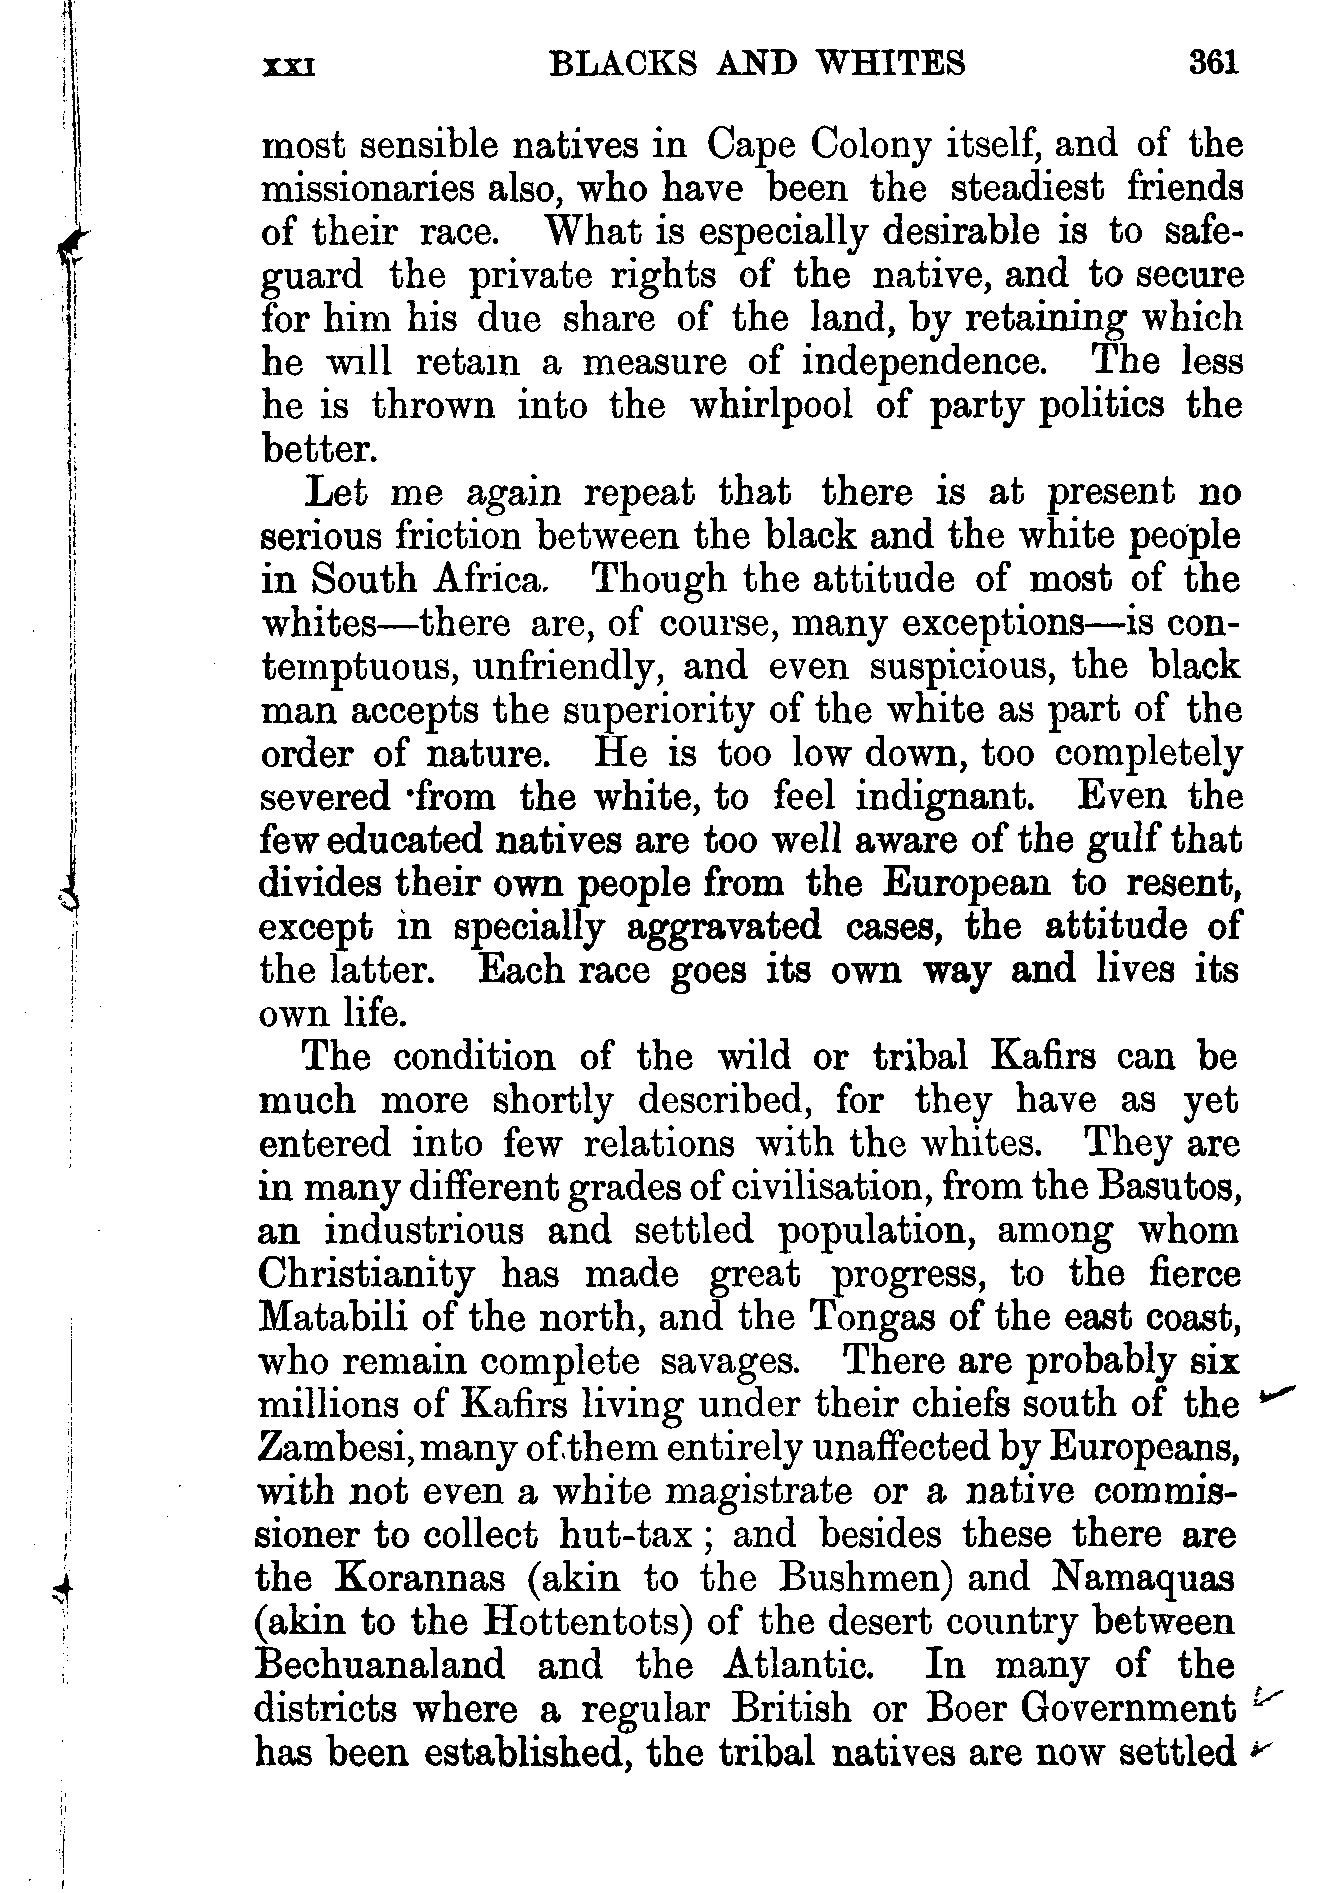 XXI BLACKS AND WHITES 361
most sensible natives in Cape Colony itself, and of the
missionaries also, who have been the steadiest friends
of their race. What is especially desirable is to safe-
guard the private rights of the native, and to secure
for him his due share of the land, by retaining which
he will retain a measure of independence. The less
he is thrown into the whirlpool of party politics the
better.
Let me again repeat that there is at present no
serious friction between the black and the white people
in South Africa. Though the attitude of most of the
whites—there are, of course, many exceptions—is con-
temptuous, unfriendly, and even suspicious, the black
man accepts the superiority of the white as part of the
order of nature. He is too low down, too completely
severed from the white, to feel indignant. Even the
few educated natives are too well aware of the gulf that
divides their own people from the European to resent,
except in specially aggravated cases, the attitude of
the latter. Each race goes its own way and lives its
own life.
The condition of the wild or tribal Kafirs can be
much more shortly described, for they have as yet
entered into few relations with the whites. They are
in many different grades of civilisation, from the Basutos,
an industrious and settled population, among whom
Christianity has made great progress, to the fierce
Matabili of the north, and the Tongas of the east coast,
who remain complete savages. There are probably six
millions of Kafirs living under their chiefs south of the
Zambesi, many of them entirely unaffected by Europeans,
with not even a white magistrate or a native commis-
sioner to collect hut-tax ; and besides these there are
the Korannas (akin to the Bushmen) and Namaquas
(akin to the Hottentots) of the desert country between
Bechuanaland and the Atlantic. In many of the
districts where a regular British or Boer Government
has been established, the tribal natives are now settled